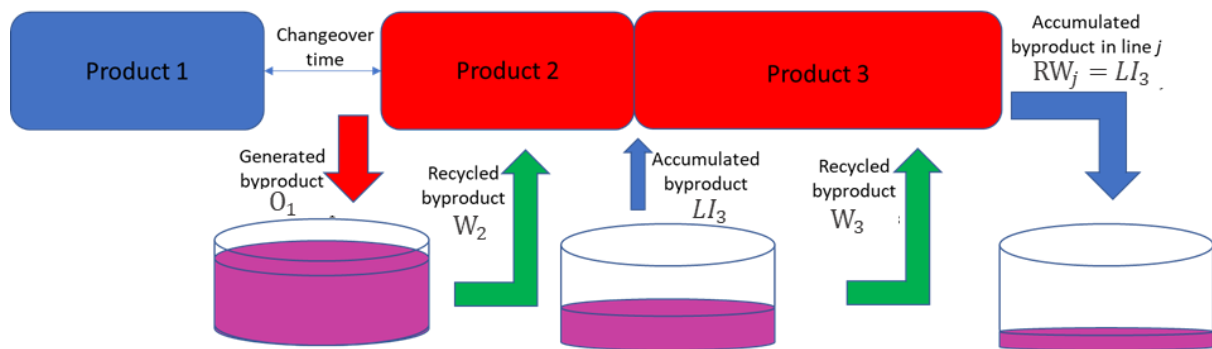 Product 1
Changeover
time
Product 2
Product 3
Accumulated
byproduct in line j
RWⱼ = LI₃
Generated
byproduct
O₁
Recycled
byproduct
W₂
Accumulated
byproduct
LI₃
Recycled
byproduct
W₃